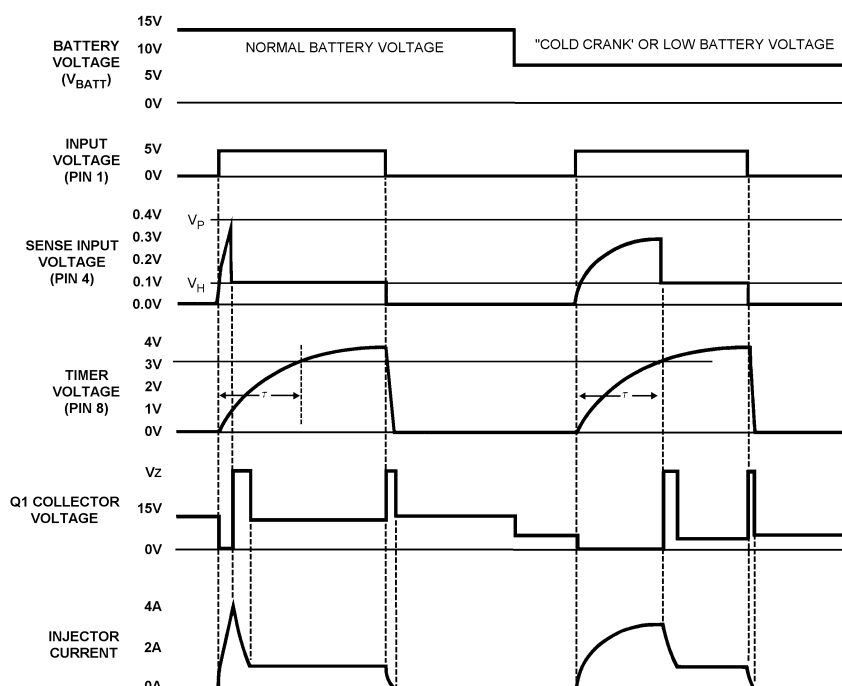 15V
BATTERY
VOLTAGE
(VBATT)
10V
5V
0V
NORMAL BATTERY VOLTAGE
"COLD CRANK' OR LOW BATTERY VOLTAGE
INPUT
VOLTAGE
(PIN 1)
5V
0V
SENSE INPUT
VOLTAGE
(PIN 4)
0.4V
0.3V
0.2V
0.1V
0.0V
VP
VH
TIMER
VOLTAGE
(PIN 8)
4V
3V
2V
1V
0V
τ
τ
Q1 COLLECTOR
VOLTAGE
VZ
15V
0V
INJECTOR
CURRENT
4A
2A
0A